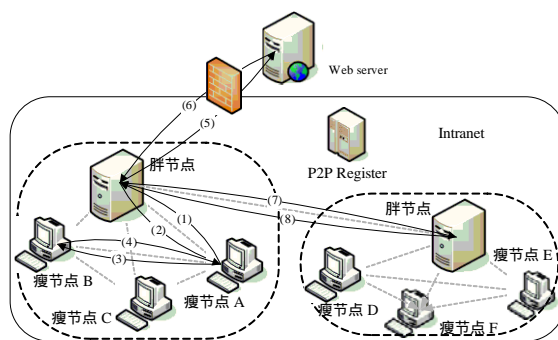 Web server
(6)
(5)
Intranet
P2P Register
胖节点
胖节点
(7)
(8)
(1)
(2)
(4)
(3)
瘦节点 B
瘦节点 A
瘦节点 C
瘦节点 E
瘦节点 D
瘦节点 F